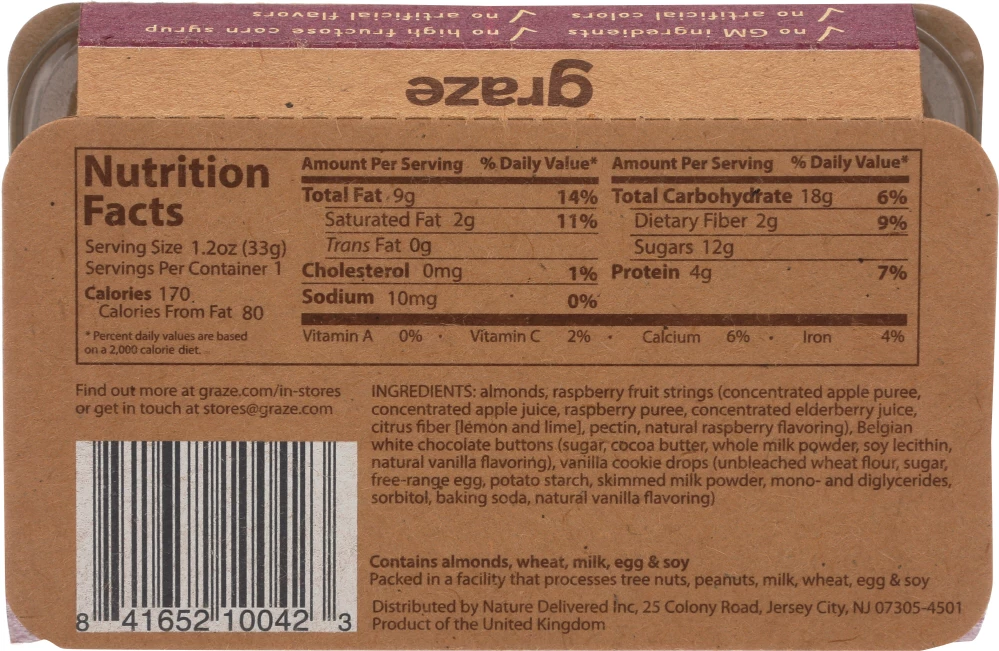 ✓ no artificial colors ✓ no artificial flavors
✓ no GM ingredients ✓ no high fructose corn syrup
graze
Nutrition
Facts
Serving Size 1.2oz (33g)
Servings Per Container 1
Calories 170
Calories From Fat 80
* Percent daily values are based
on a 2,000 calorie diet.
Amount Per Serving % Daily Value*
Total Fat 9g 14%
Saturated Fat 2g 11%
Trans Fat 0g
Cholesterol 0mg 1%
Sodium 10mg 0%
Amount Per Serving % Daily Value*
Total Carbohydrate 18g 6%
Dietary Fiber 2g 9%
Sugars 12g
Protein 4g 7%
Vitamin A 0% • Vitamin C 2% • Calcium 6% • Iron 4%
Find out more at graze.com/in-stores
or get in touch at stores@graze.com
INGREDIENTS: almonds, raspberry fruit strings (concentrated apple puree,
concentrated apple juice, raspberry puree, concentrated elderberry juice,
citrus fiber [lemon and lime], pectin, natural raspberry flavoring), Belgian
white chocolate buttons (sugar, cocoa butter, whole milk powder, soy lecithin,
natural vanilla flavoring), vanilla cookie drops (unbleached wheat flour, sugar,
free-range egg, potato starch, skimmed milk powder, mono- and diglycerides,
sorbitol, baking soda, natural vanilla flavoring)
Contains almonds, wheat, milk, egg & soy
Packed in a facility that processes tree nuts, peanuts, milk, wheat, egg & soy
Distributed by Nature Delivered Inc, 25 Colony Road, Jersey City, NJ 07305-4501
Product of the United Kingdom
8 41652 10042 3